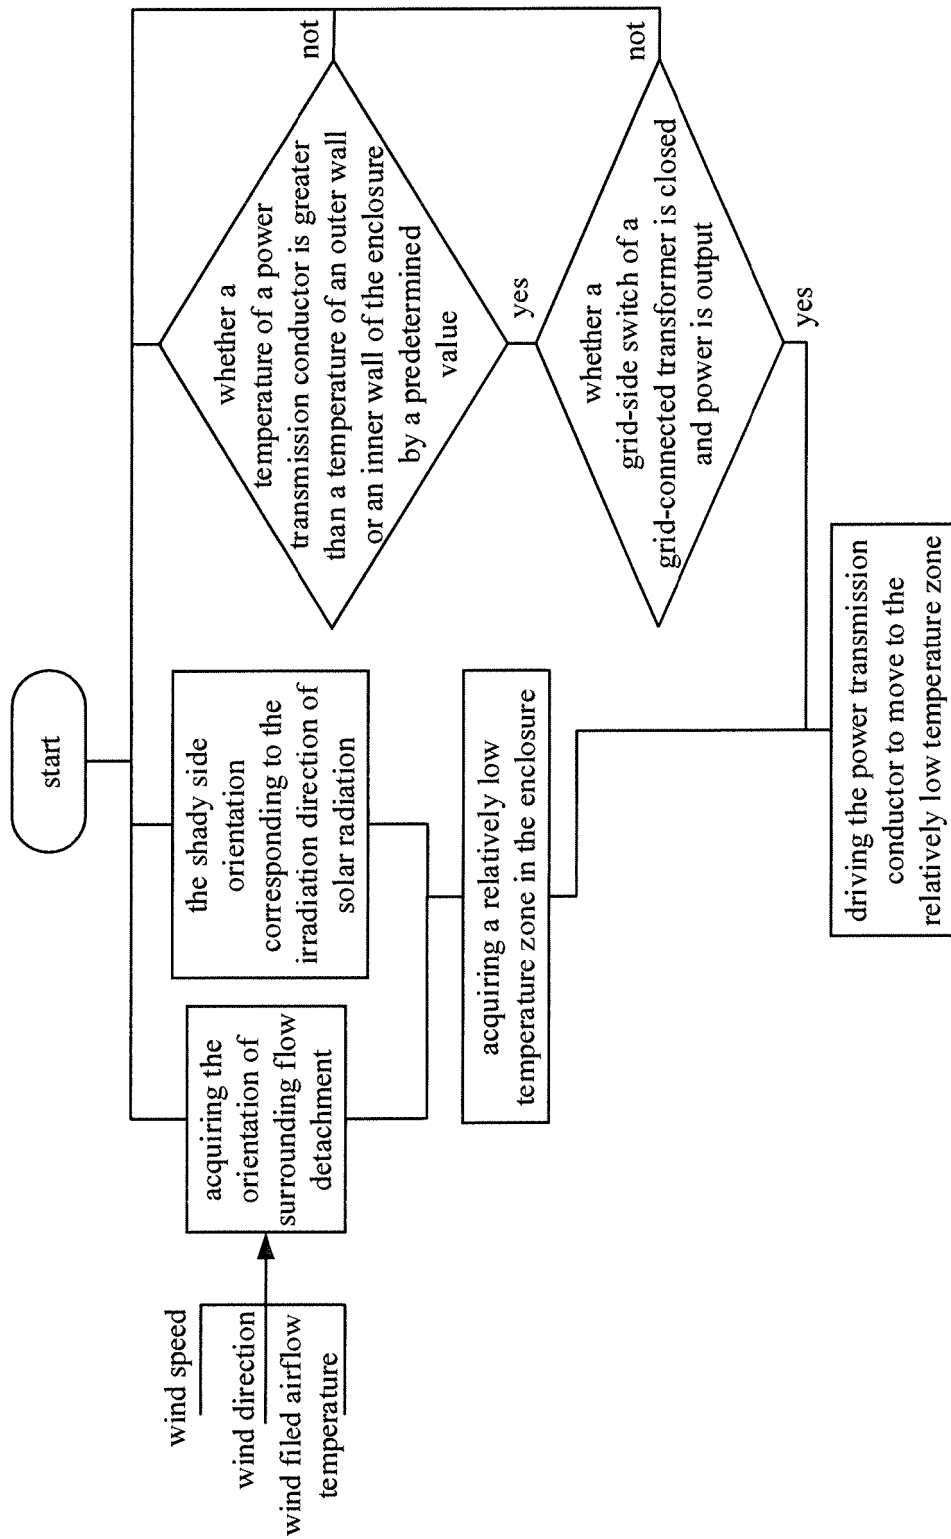 start
wind speed
wind direction
wind filed airflow
temperature
acquiring the
orientation of
surrounding flow
detachment
the shady side
orientation
corresponding to the
irradiation direction of
solar radiation
whether a
temperature of a power
transmission conductor is greater
than a temperature of an outer wall
or an inner wall of the enclosure
by a predetermined
value
not
yes
acquiring a relatively low
temperature zone in the enclosure
whether a
grid-side switch of a
grid-connected transformer is closed
and power is output
not
yes
driving the power transmission
conductor to move to the
relatively low temperature zone